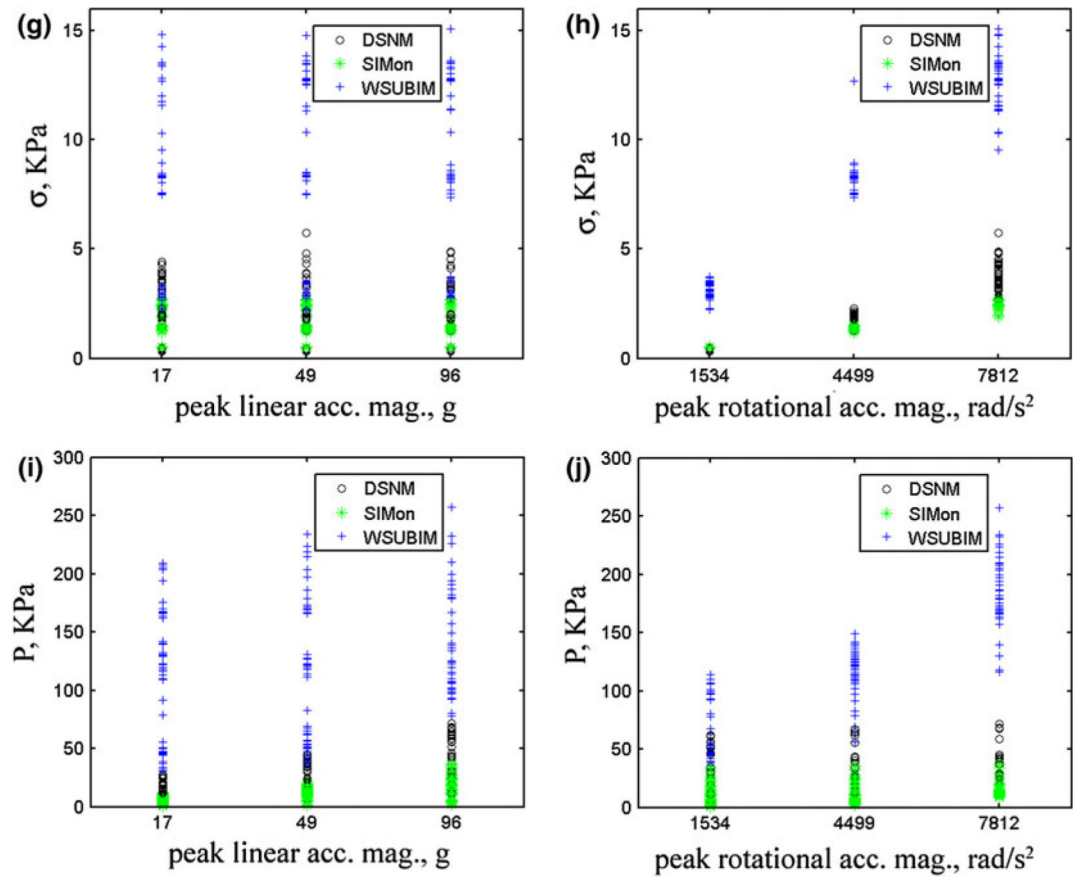 (g)
15
10
5
0
σ, KPa
DSNM
SIMon
WSUBIM
17 49 96
peak linear acc. mag., g
(h)
15
10
5
0
σ, KPa
DSNM
SIMon
WSUBIM
1534 4499 7812
peak rotational acc. mag., rad/s²
(i)
300
250
200
150
100
50
0
P, KPa
DSNM
SIMon
WSUBIM
17 49 96
peak linear acc. mag., g
(j)
300
250
200
150
100
50
0
P, KPa
DSNM
SIMon
WSUBIM
1534 4499 7812
peak rotational acc. mag., rad/s²